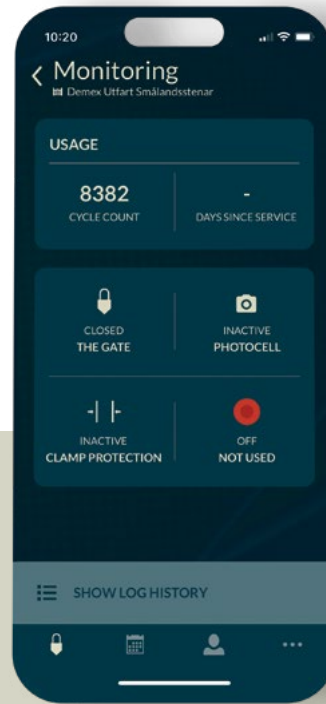 10:20
Monitoring
Demex Utfart Smålandsstenar
USAGE
8382
CYCLE COUNT
-
DAYS SINCE SERVICE
CLOSED
THE GATE
INACTIVE
PHOTOCELL
INACTIVE
CLAMP PROTECTION
OFF
NOT USED
SHOW LOG HISTORY